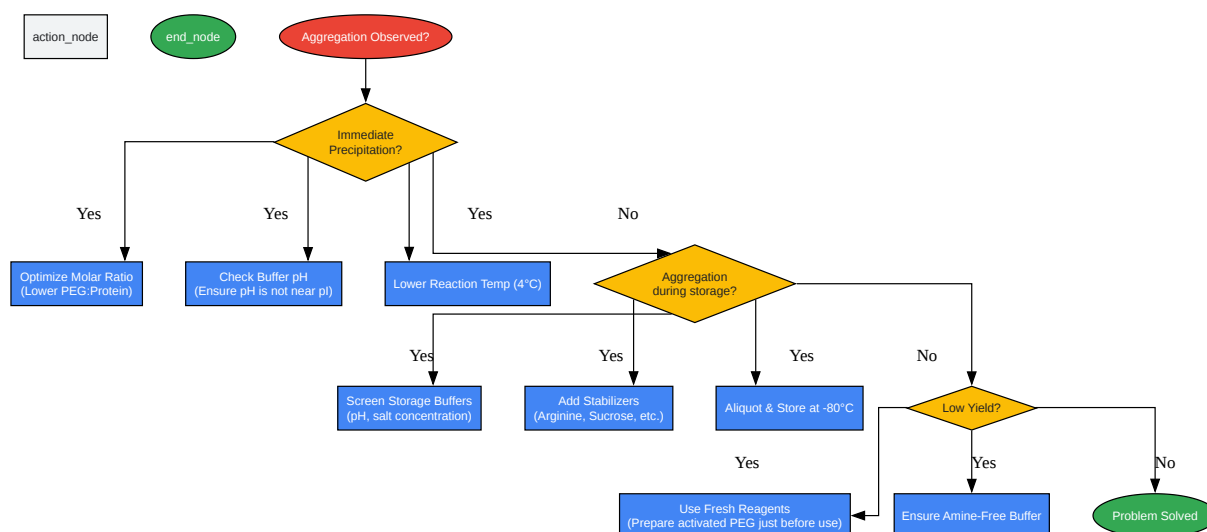 action_node
end_node
Aggregation Observed?
Immediate
Precipitation?
Yes
Yes
Yes
No
Optimize Molar Ratio
(Lower PEG:Protein)
Check Buffer pH
(Ensure pH is not near pI)
Lower Reaction Temp (4°C)
Aggregation
during storage?
Yes
Yes
Yes
No
Screen Storage Buffers
(pH, salt concentration)
Add Stabilizers
(Arginine, Sucrose, etc.)
Aliquot & Store at -80°C
Low Yield?
Yes
Yes
No
Use Fresh Reagents
(Prepare activated PEG just before use)
Ensure Amine-Free Buffer
Problem Solved